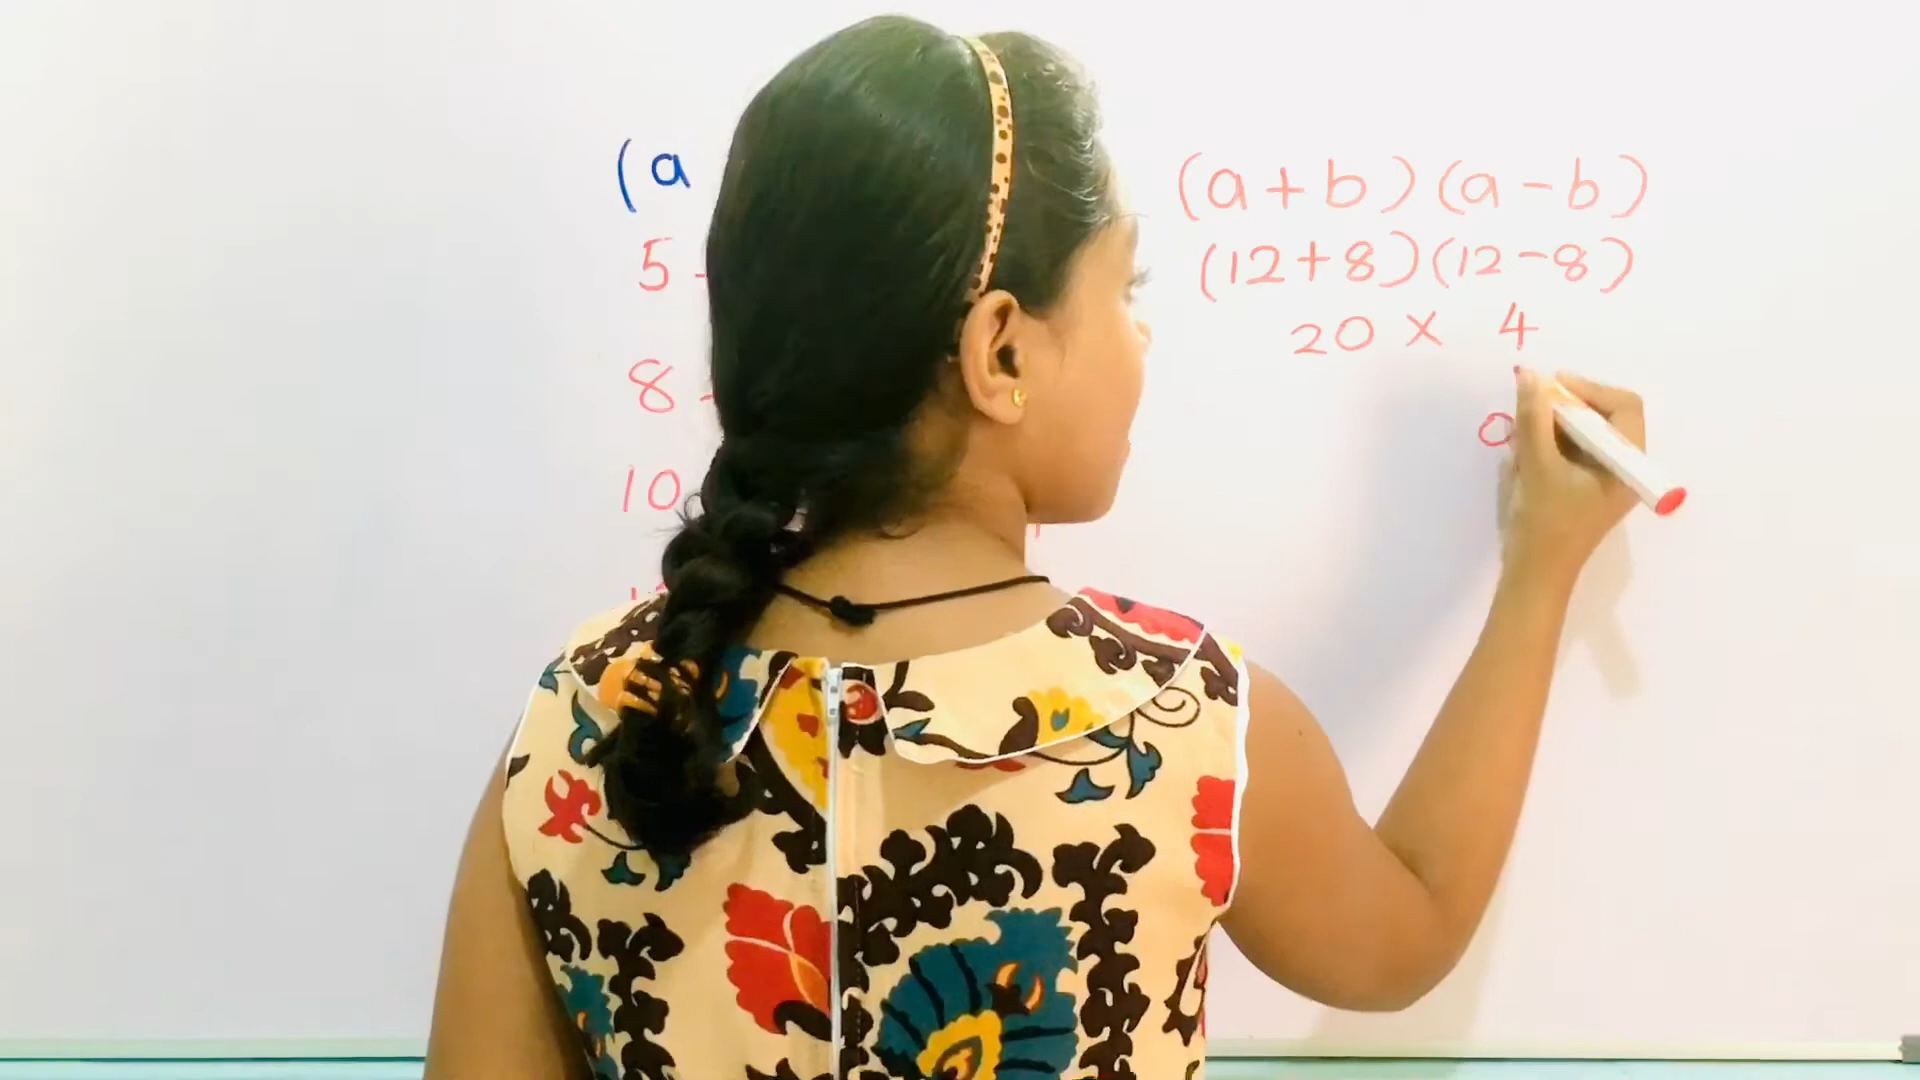 (a
5 -
8 -
10
(a + b) (a - b)
(12+8)(12-8)
20 × 4